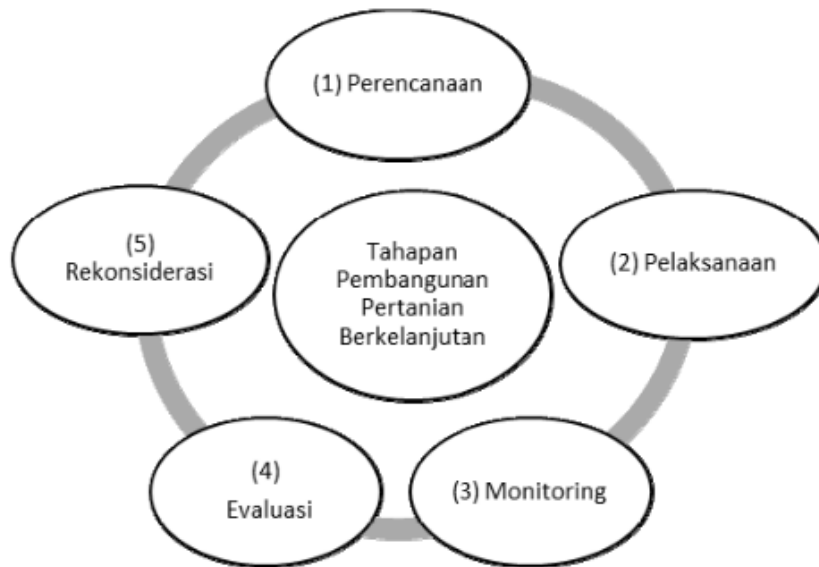 (1) Perencanaan
(2) Pelaksanaan
(3) Monitoring
(4)
Evaluasi
(5)
Rekonsiderasi
Tahapan
Pembangunan
Pertanian
Berkelanjutan